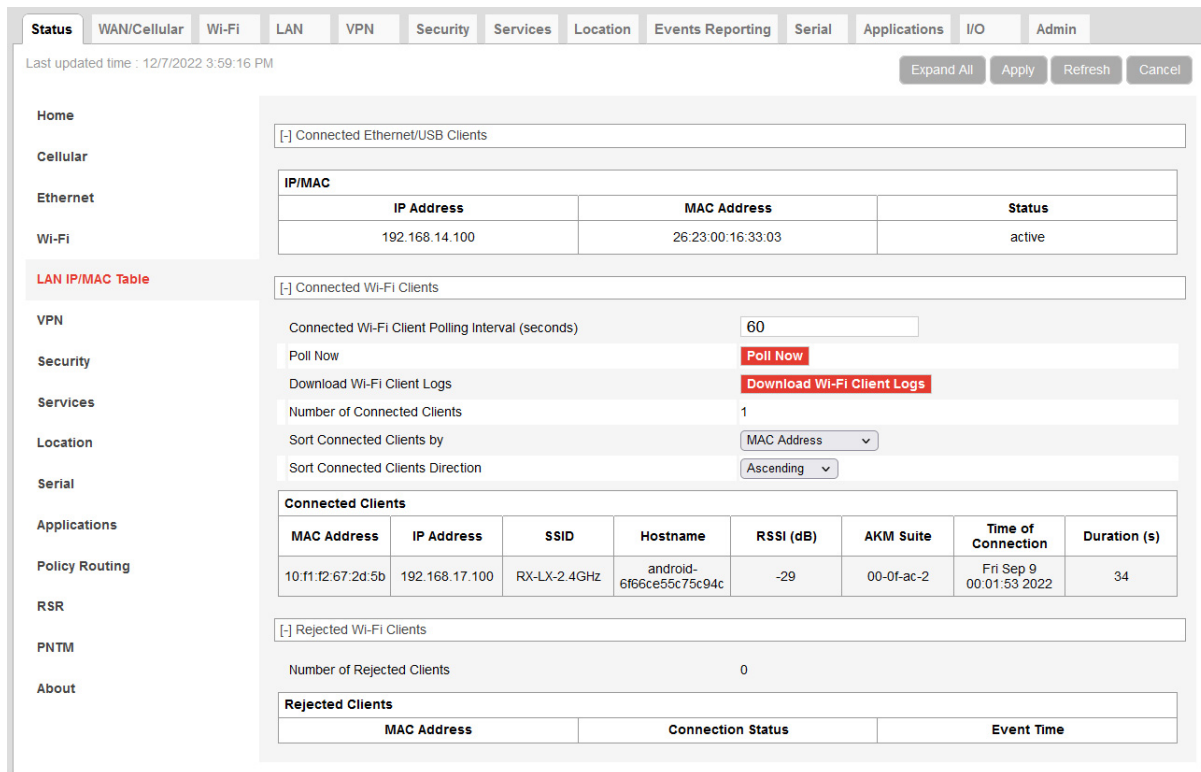 Status WAN/Cellular Wi-Fi LAN VPN Security Services Location Events Reporting Serial Applications I/O Admin
Last updated time : 12/7/2022 3:59:16 PM
Expand All Apply Refresh Cancel
Home
Cellular
Ethernet
Wi-Fi
LAN IP/MAC Table
VPN
Security
Services
Location
Serial
Applications
Policy Routing
RSR
PNTM
About
[-] Connected Ethernet/USB Clients
IP/MAC
IP Address MAC Address Status
192.168.14.100 26:23:00:16:33:03 active
[-] Connected Wi-Fi Clients
Connected Wi-Fi Client Polling Interval (seconds) 60
Poll Now Poll Now
Download Wi-Fi Client Logs Download Wi-Fi Client Logs
Number of Connected Clients 1
Sort Connected Clients by MAC Address
Sort Connected Clients Direction Ascending
Connected Clients
MAC Address IP Address SSID Hostname RSSI (dB) AKM Suite Time of Connection Duration (s)
10:f1:f2:67:2d:5b 192.168.17.100 RX-LX-2.4GHz android-6f66ce55c75c94c -29 00-0f-ac-2 Fri Sep 9 00:01:53 2022 34
[-] Rejected Wi-Fi Clients
Number of Rejected Clients 0
Rejected Clients
MAC Address Connection Status Event Time